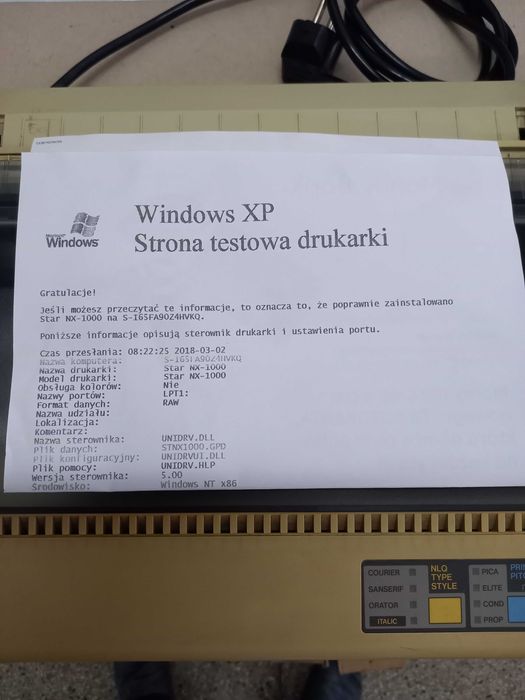 Windows XP
Microsoft
Windows
Strona testowa drukarki
Gratulacje!
Jeśli możesz przeczytać te informacje, to oznacza to, że poprawnie zainstalowano
Star NX-1000 na S-I65FA90Z4HVKQ.
Poniższe informacje opisują sterownik drukarki i ustawienia portu.
Czas przesłania: 08:22:25 2018-03-02
Nazwa komputera: S-I65FA90Z4HVKQ
Nazwa drukarki: Star NX-1000
Model drukarki: Star NX-1000
Obsługa kolorów: Nie
Nazwy portów: LPT1:
Format danych: RAW
Nazwa udziału:
Lokalizacja:
Komentarz:
Nazwa sterownika: UNIDRV.DLL
Plik danych: STNX1000.GPD
Plik konfiguracyjny: UNIDRVUI.DLL
Plik pomocy: UNIDRV.HLP
Wersja sterownika: 5.00
Środowisko: Windows NT x86
COURIER
SANSERIF
ORATOR
ITALIC
NLQ
TYPE
STYLE
PICA
ELITE
COND
PROP